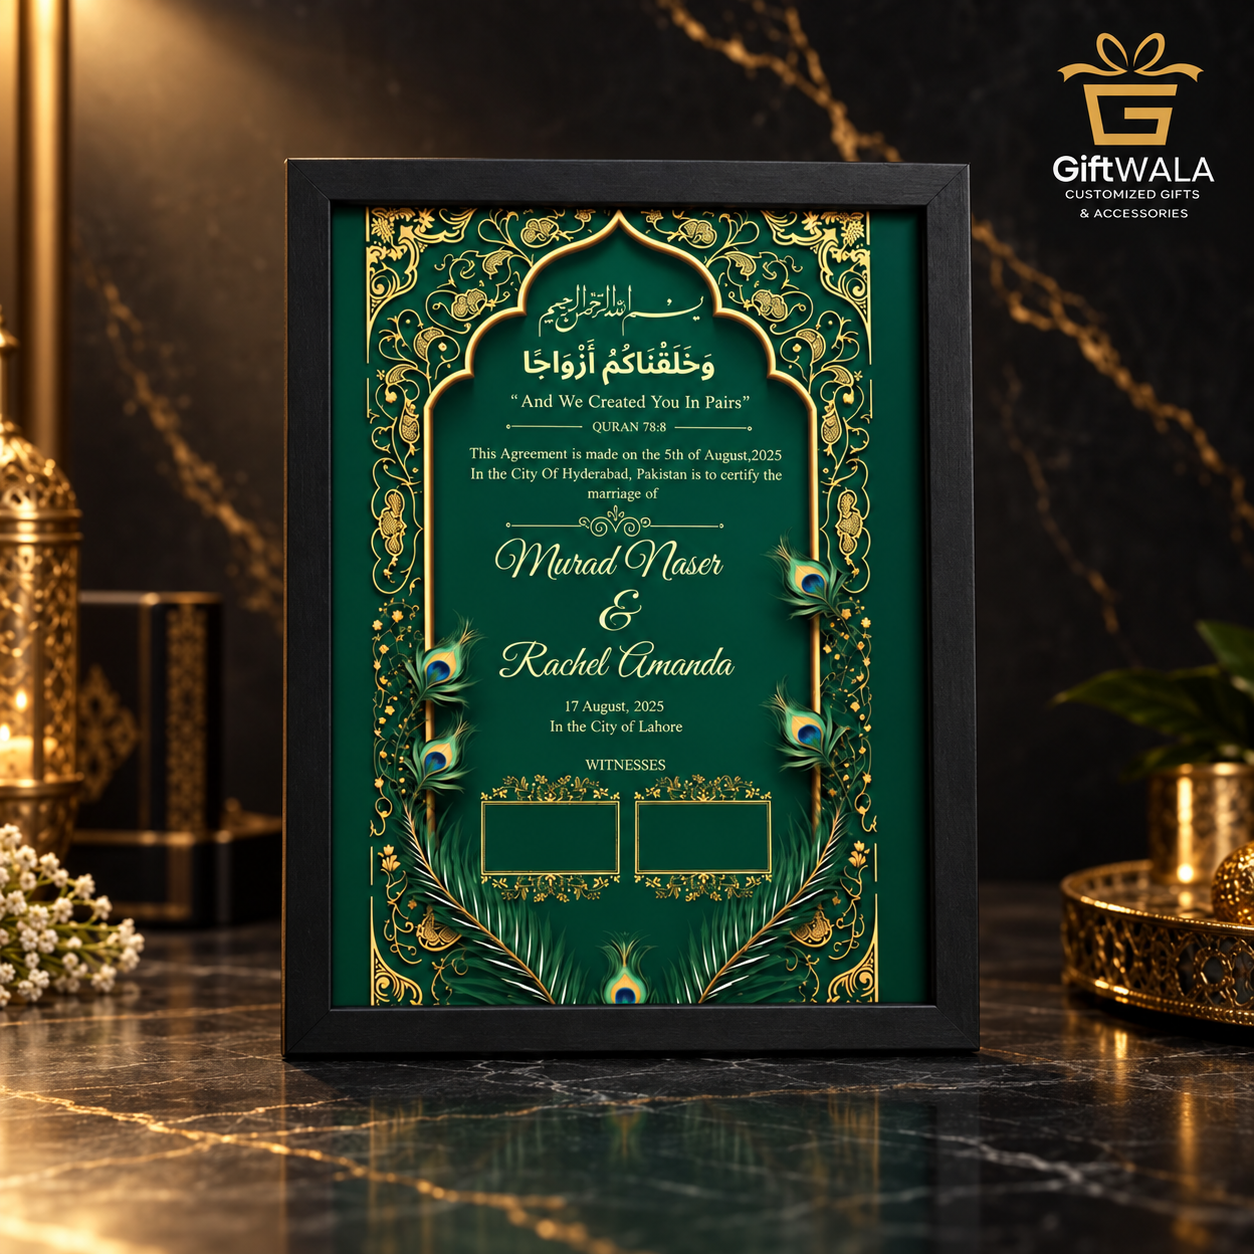 GiftWALA
CUSTOMIZED GIFTS
& ACCESSORIES
بسم الله الرحمن الرحيم
وَخَلَقْنَاكُمْ أَزْوَاجًا
“And We Created You In Pairs”
QURAN 78:8
This Agreement is made on the 5th of August,2025
In the City Of Hyderabad, Pakistan is to certify the
marriage of
Murad Naser
&
Rachel Amanda
17 August, 2025
In the City of Lahore
WITNESSES